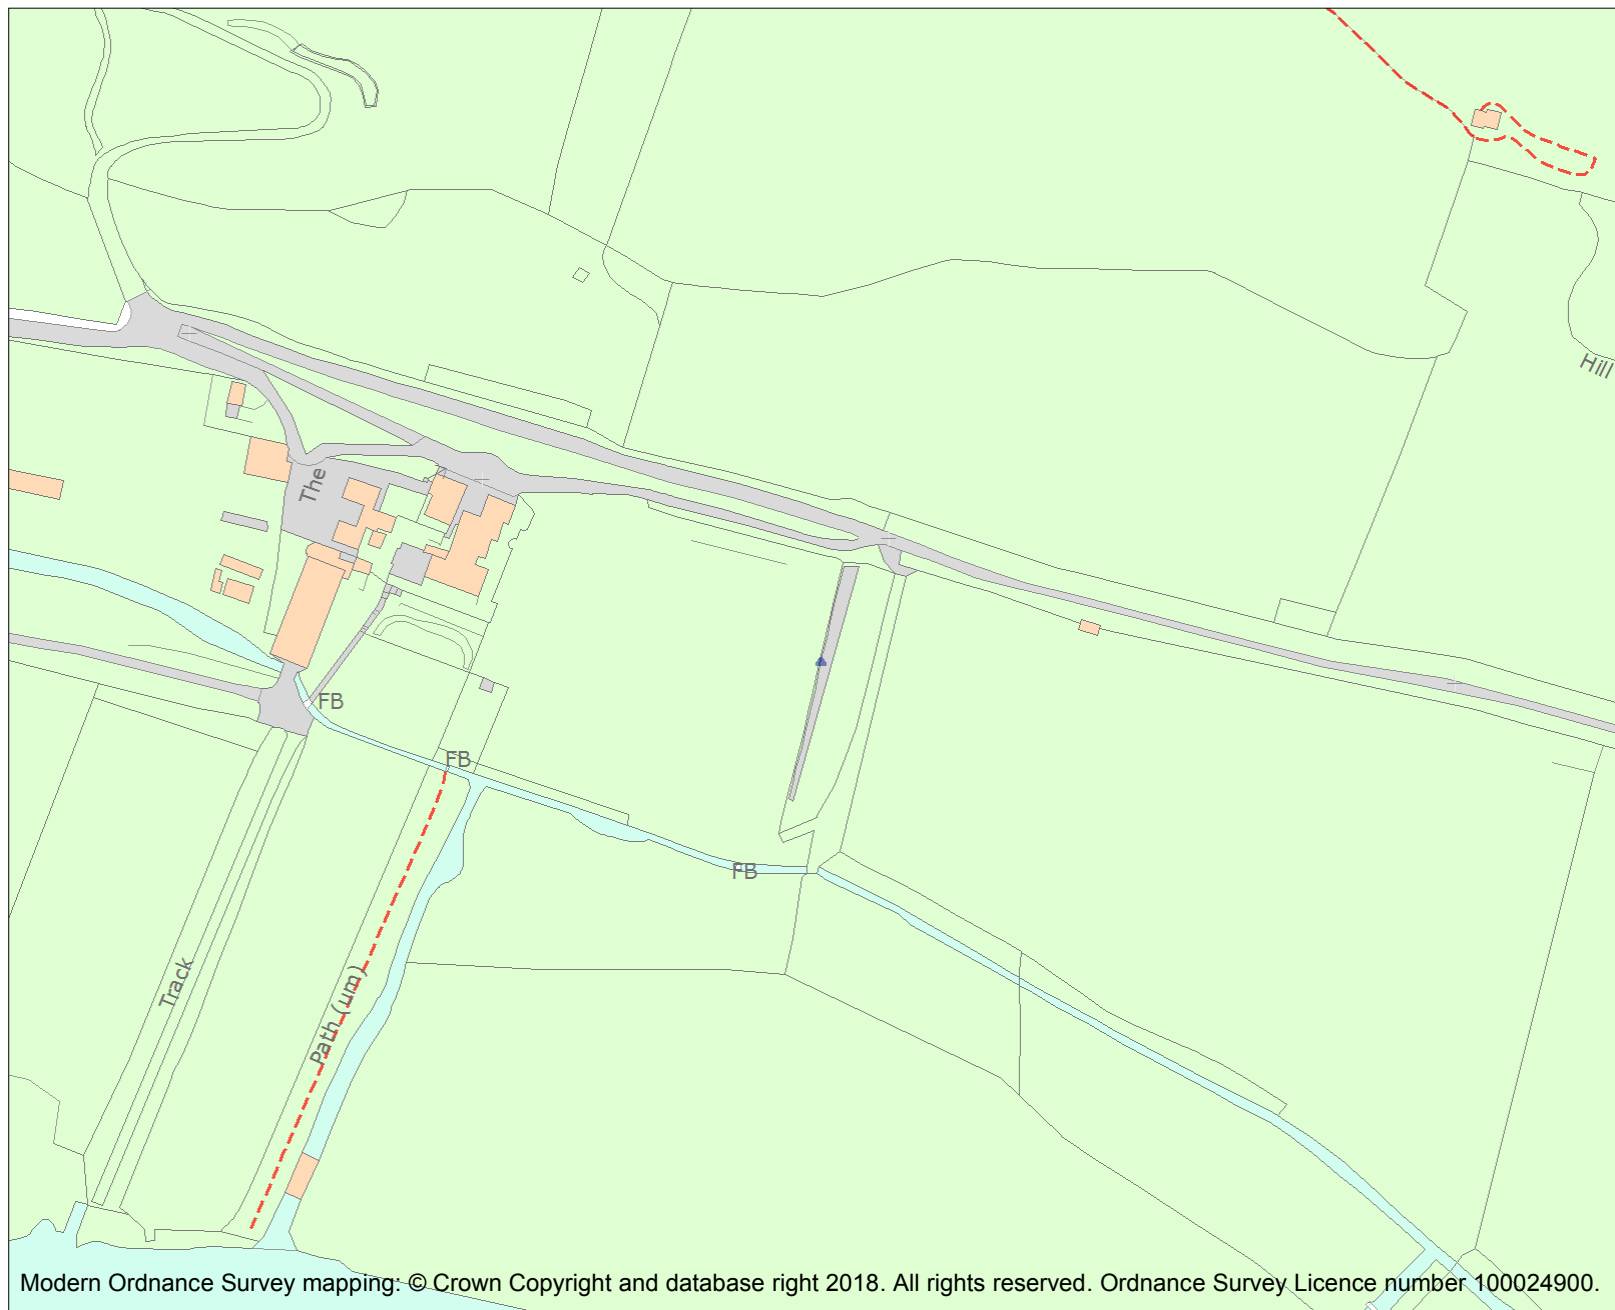 Hill
The
FB
FB
FB
Track
Path (um)
Modern Ordnance Survey mapping: © Crown Copyright and database right 2018. All rights reserved. Ordnance Survey Licence number 100024900.